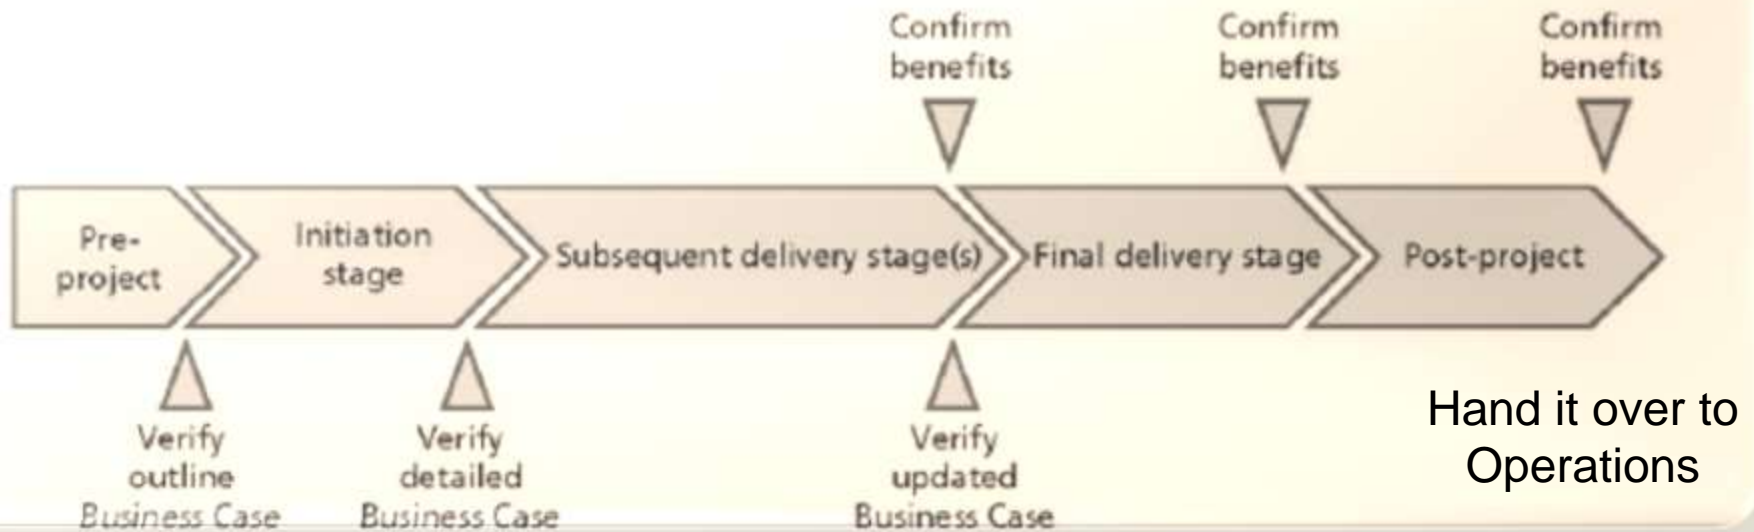 Confirm
benefits
Confirm
benefits
Confirm
benefits
Pre-
project
Initiation
stage
Subsequent delivery stage(s)
Final delivery stage
Post-project
Verify
outline
Business Case
Verify
detailed
Business Case
Verify
updated
Business Case
Hand it over to
Operations